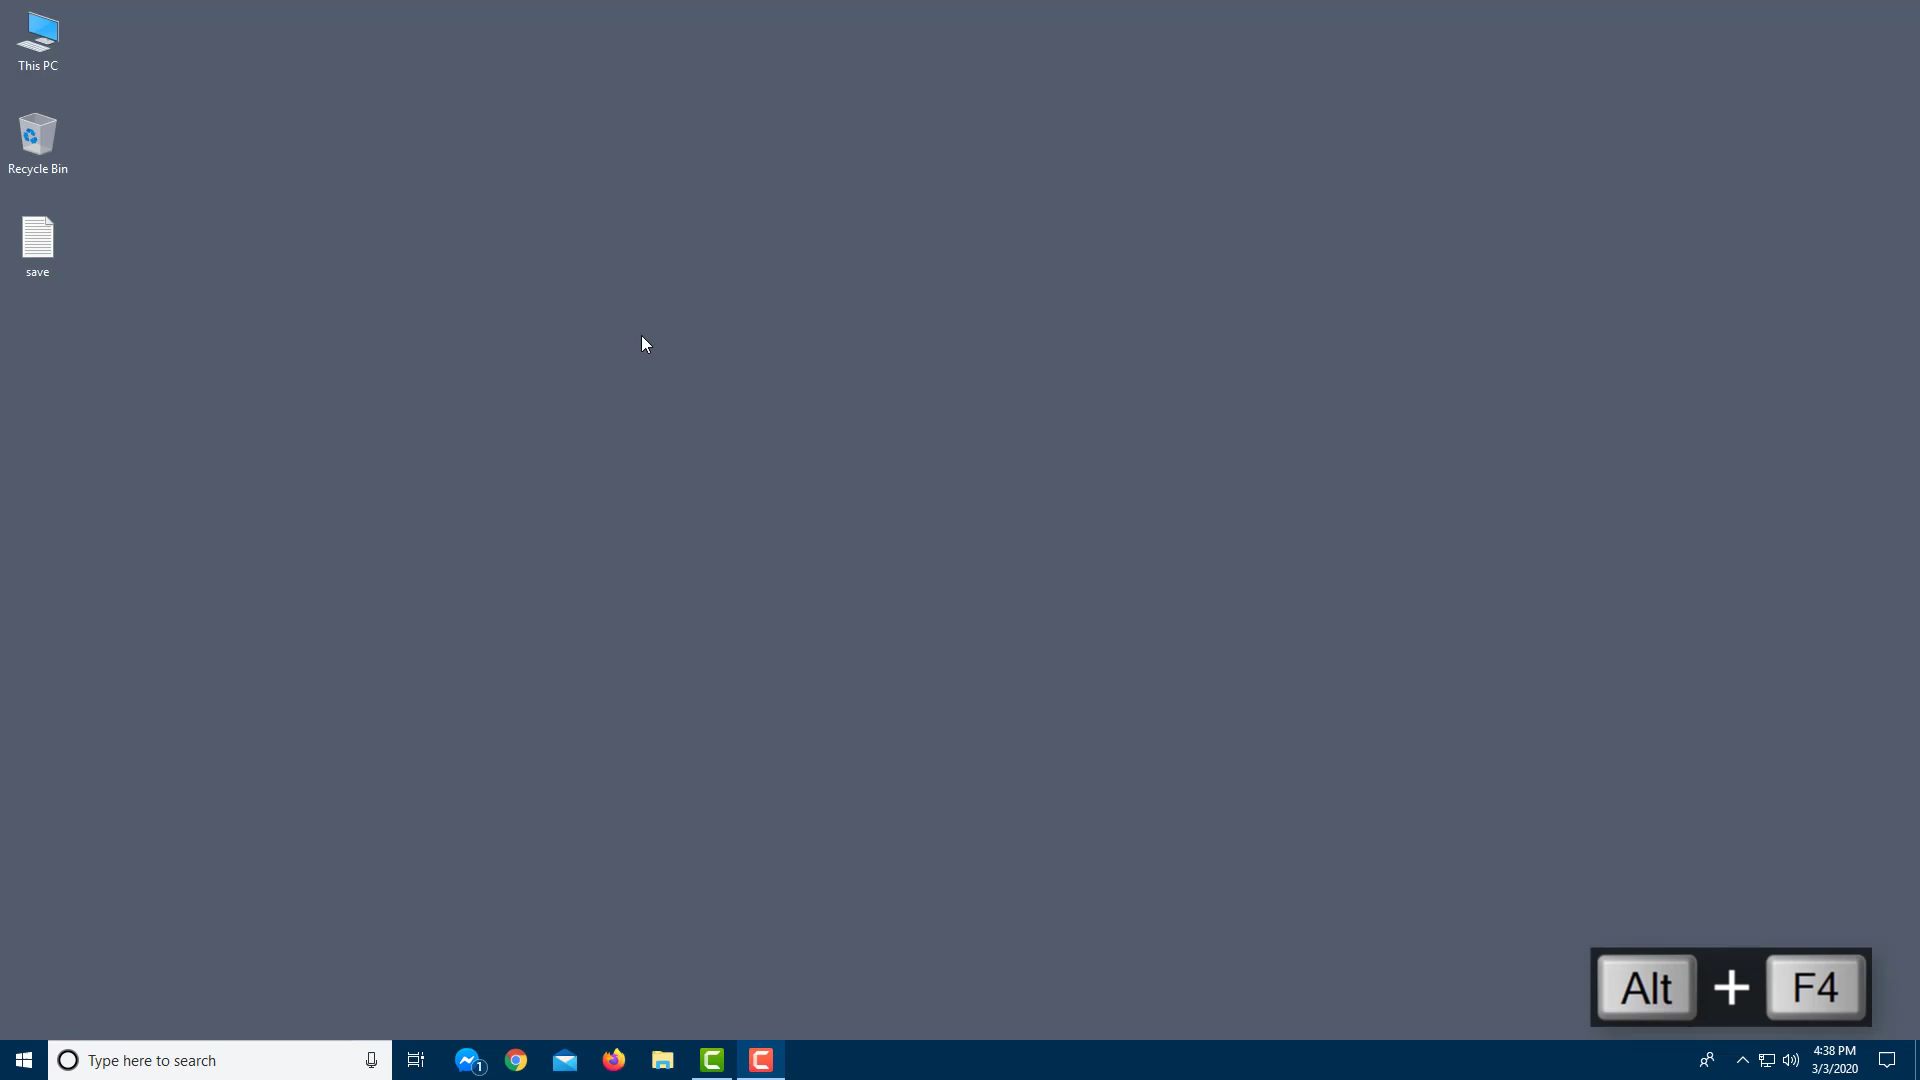 This PC
Recycle Bin
save
Alt + F4
Type here to search
1
4:38 PM
3/3/2020